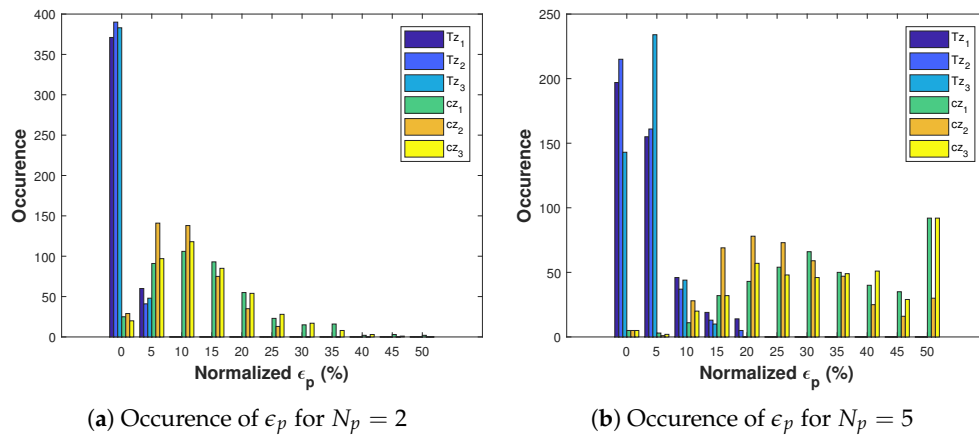 400
350
300
250
200
150
100
50
0
Occurence
0 5 10 15 20 25 30 35 40 45 50
Normalized ϵp (%)
Tz1
Tz2
Tz3
cz1
cz2
cz3
(a) Occurence of ϵp for Np = 2
250
200
150
100
50
0
Occurence
0 5 10 15 20 25 30 35 40 45 50
Normalized ϵp (%)
Tz1
Tz2
Tz3
cz1
cz2
cz3
(b) Occurence of ϵp for Np = 5